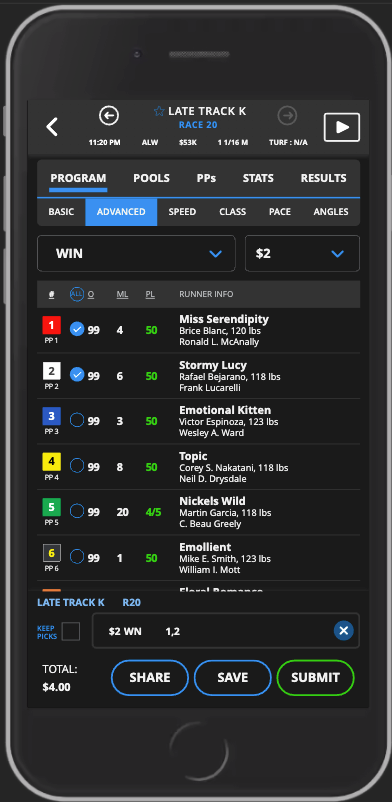 LATE TRACK K
RACE 20
11:20 PM ALW $53K 1 1/16 M TURF : N/A
PROGRAM POOLS PPs STATS RESULTS
BASIC ADVANCED SPEED CLASS PACE ANGLES
WIN $2
# ALL O ML PL RUNNER INFO
1 99 4 50 Miss Serendipity
Brice Blanc, 120 lbs
PP 1 Ronald L. McAnally
2 99 6 50 Stormy Lucy
Rafael Bejarano, 118 lbs
PP 2 Frank Lucarelli
3 99 3 50 Emotional Kitten
Victor Espinoza, 123 lbs
PP 3 Wesley A. Ward
4 99 8 50 Topic
Corey S. Nakatani, 118 lbs
PP 4 Neil D. Drysdale
5 99 20 4/5 Nickels Wild
Martin Garcia, 118 lbs
PP 5 C. Beau Greely
6 99 1 50 Emollient
Mike E. Smith, 123 lbs
PP 6 William I. Mott
Floral Romance
LATE TRACK K R20
KEEP PICKS $2 WN 1,2
TOTAL:
$4.00
SHARE SAVE SUBMIT